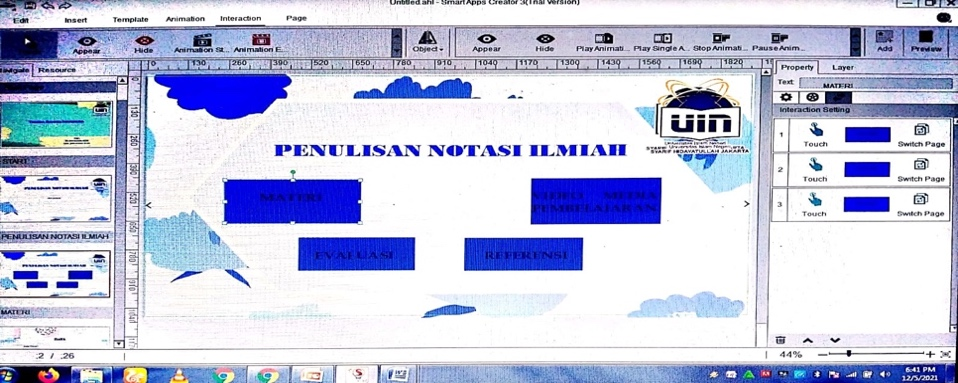 Untitled.ahl - Smart Apps Creator 3(Trial Version)
Edit Insert Template Animation Interaction Page
Appear Hide Animation St... Animation E... Object Appear Hide Play Animati... Play Single A... Stop Animati... Pause Anim... Add Preview
Navigate Resource
0 130 260 390 520 650 780 910 1040 1170 1300 1430 1560 1690 1820
Property Layer
Text MATERI
Interaction Setting
1 Touch Switch Page
2 Touch Switch Page
3 Touch Switch Page
START
PENULISAN NOTASI ILMIAH
MATERI
UIN
Universitas Islam Negeri
SYARIF HIDAYATULLAH JAKARTA
PENULISAN NOTASI ILMIAH
MATERI
VIDEO MEDIA
PEMBELAJARAN
EVALUASI
REFERENSI
2 / 26
44%
6:41 PM
12/5/2021